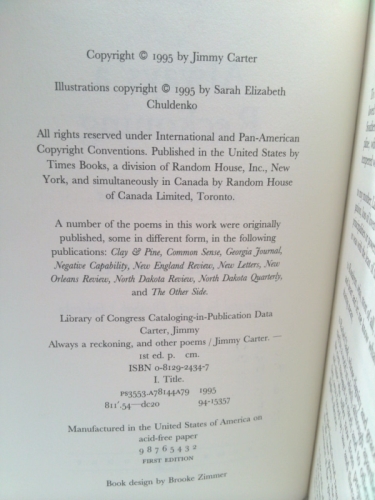 Copyright © 1995 by Jimmy Carter
Illustrations copyright © 1995 by Sarah Elizabeth
Chuldenko
All rights reserved under International and Pan-American
Copyright Conventions. Published in the United States by
Times Books, a division of Random House, Inc., New
York, and simultaneously in Canada by Random House
of Canada Limited, Toronto.
A number of the poems in this work were originally
published, some in different form, in the following
publications: Clay & Pine, Common Sense, Georgia Journal,
Negative Capability, New England Review, New Letters, New
Orleans Review, North Dakota Review, North Dakota Quarterly,
and The Other Side.
Library of Congress Cataloging-in-Publication Data
Carter, Jimmy
Always a reckoning, and other poems / Jimmy Carter. —
1st ed. p. cm.
ISBN 0-8129-2434-7
I. Title.
PS3553.A78144A79 1995
811'.54—dc20 94-15357
Manufactured in the United States of America on
acid-free paper
9 8 7 6 5 4 3 2
FIRST EDITION
Book design by Brooke Zimmer